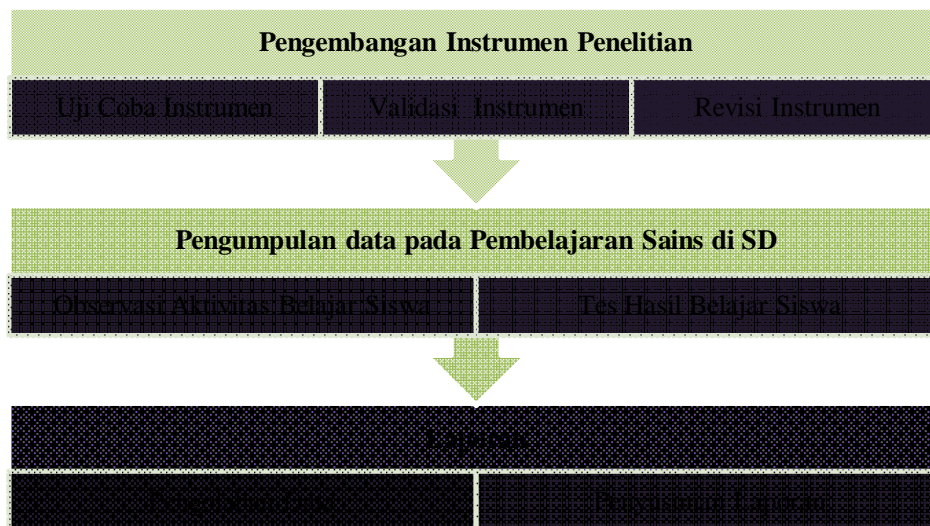 Pengembangan Instrumen Penelitian
Uji Coba Instrumen
Validasi Instrumen
Revisi Instrumen
Pengumpulan data pada Pembelajaran Sains di SD
Observasi Aktivitas Belajar Siswa
Tes Hasil Belajar Siswa
Penyusunan Laporan